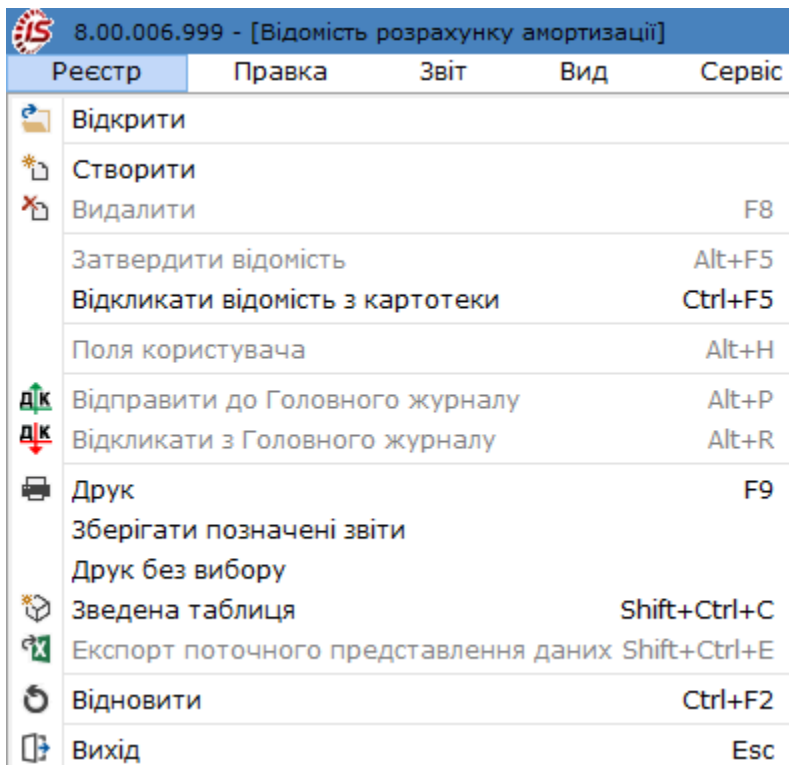 8.00.006.999 - [Відомість розрахунку амортизації]
Реєстр Правка Звіт Вид Сервіс
Відкрити
Створити
Видалити F8
Затвердити відомість Alt+F5
Відкликати відомість з картотеки Ctrl+F5
Поля користувача Alt+H
Відправити до Головного журналу Alt+P
Відкликати з Головного журналу Alt+R
Друк F9
Зберігати позначені звіти
Друк без вибору
Зведена таблиця Shift+Ctrl+C
Експорт поточного представлення даних Shift+Ctrl+E
Відновити Ctrl+F2
Вихід Esc